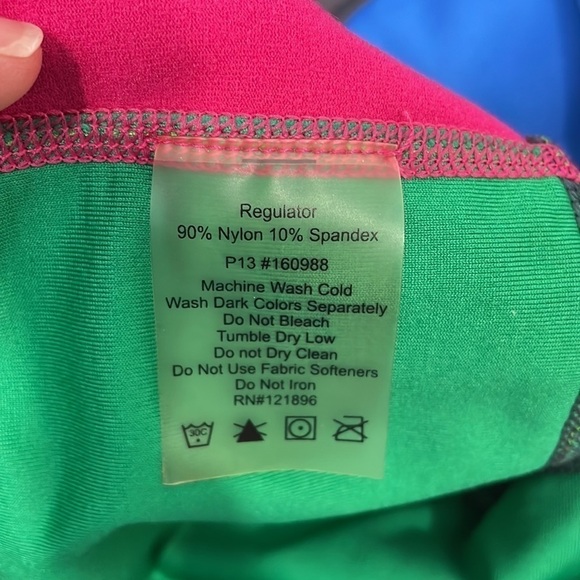 Regulator
90% Nylon 10% Spandex
P13 #160988
Machine Wash Cold
Wash Dark Colors Separately
Do Not Bleach
Tumble Dry Low
Do not Dry Clean
Do Not Use Fabric Softeners
Do Not Iron
RN#121896
30C